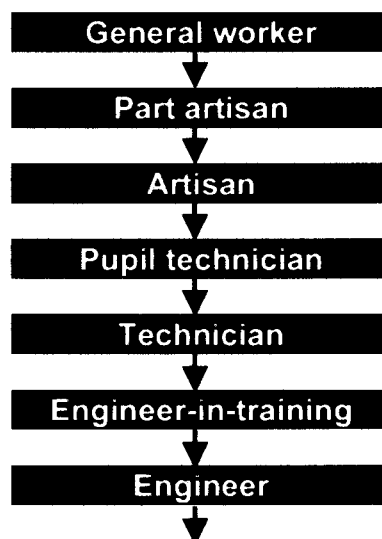 General worker
Part artisan
Artisan
Pupil technician
Technician
Engineer-in-training
Engineer